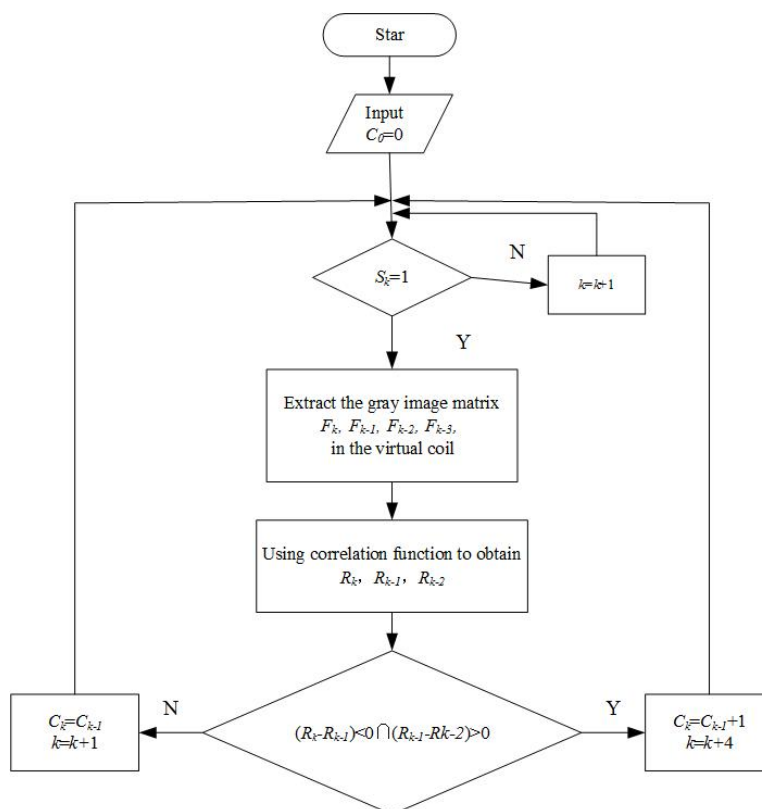 Star
Input
C0=0
Sk=1
N
k=k+1
Y
Extract the gray image matrix
Fk, Fk-1, Fk-2, Fk-3,
in the virtual coil
Using correlation function to obtain
Rk, Rk-1, Rk-2
N
Ck=Ck-1
k=k+1
(Rk-Rk-1)<0∩(Rk-1-Rk-2)>0
Y
Ck=Ck-1+1
k=k+4